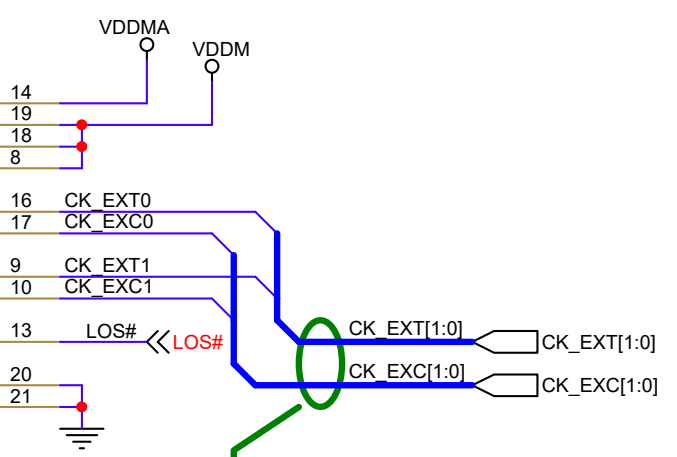 VDDMA
VDDM
14
19
18
8
16 CK_EXT0
17 CK_EXC0
9 CK_EXT1
10 CK_EXC1
13 LOS# LOS#
CK_EXT[1:0] CK_EXT[1:0]
20
CK_EXC[1:0] CK_EXC[1:0]
21